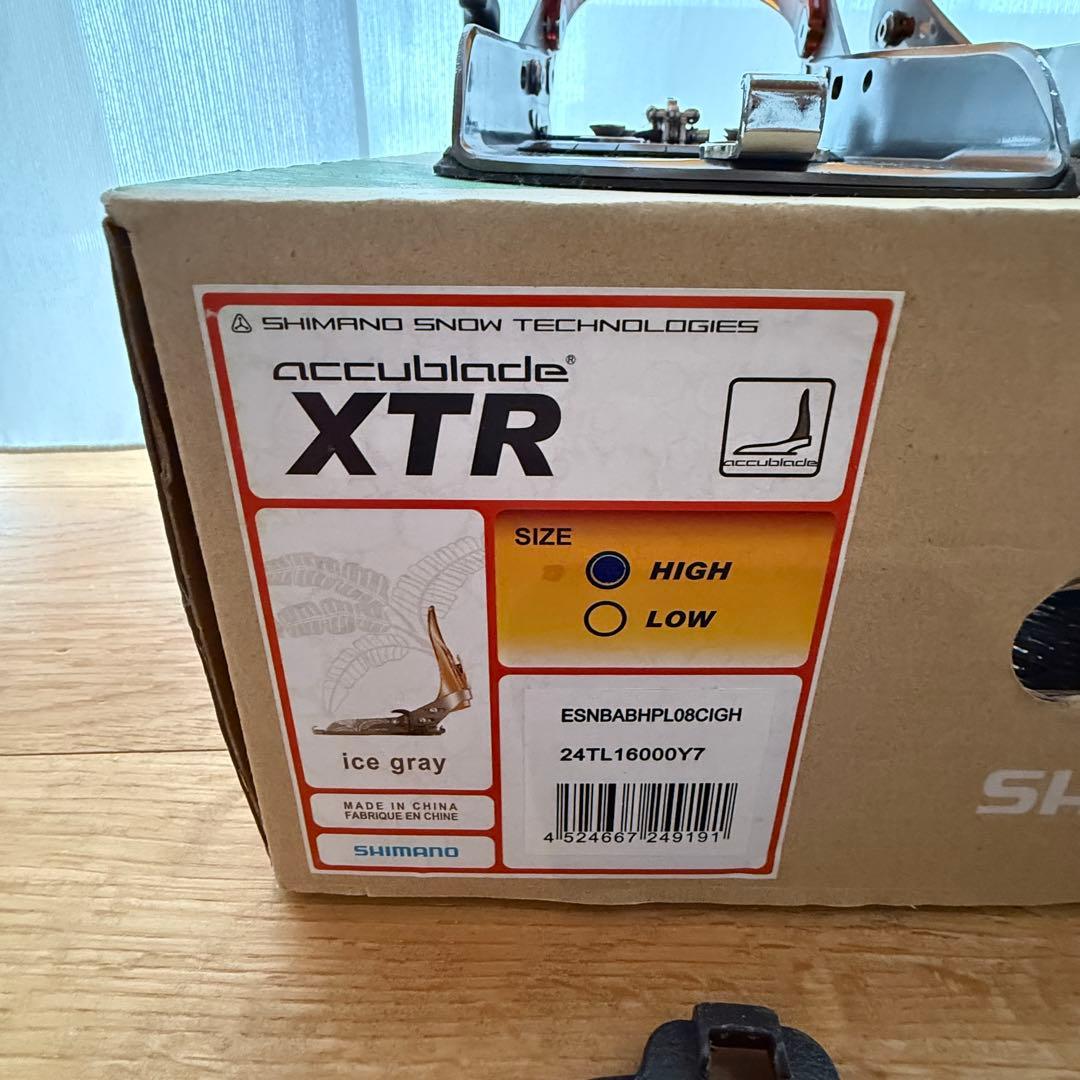 SHIMANO SNOW TECHNOLOGIES
accublade®
XTR
accublade
SIZE
HIGH
LOW
ice gray
MADE IN CHINA
FABRIQUE EN CHINE
SHIMANO
ESNBABHPL08CIGH
24TL16000Y7
4 524667 249191
SH